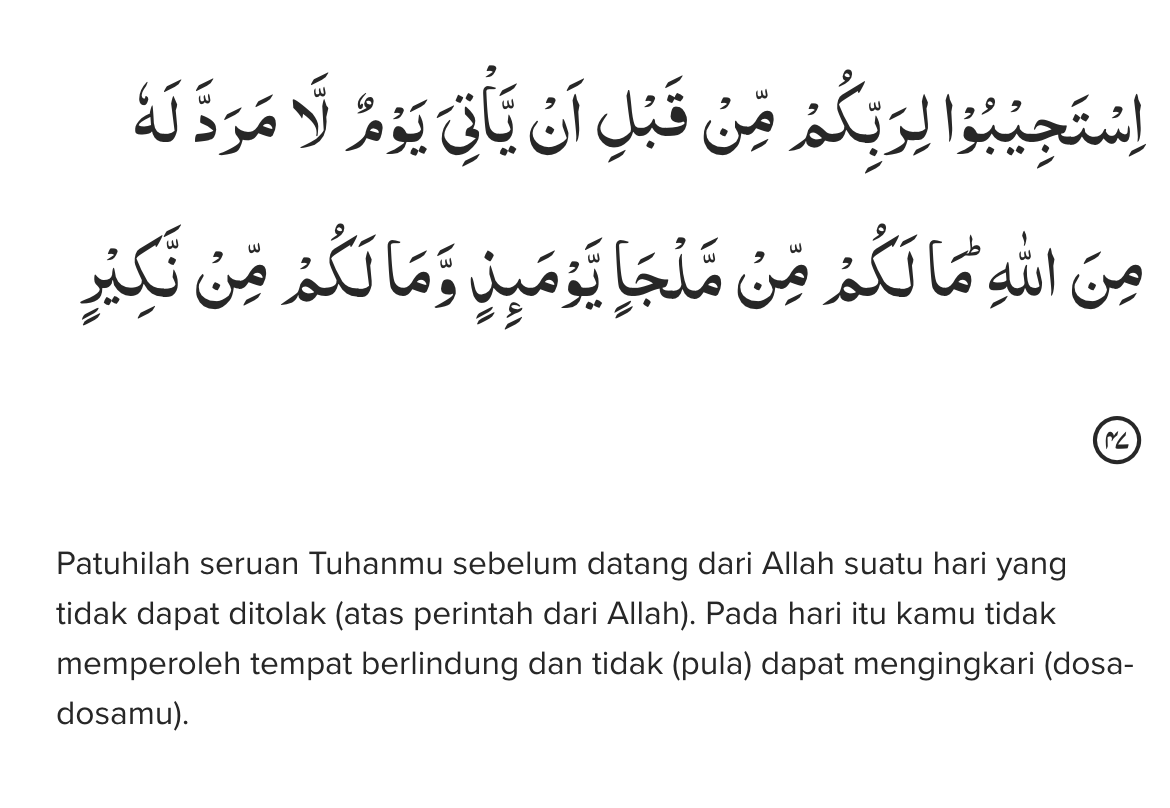 اِسْتَجِيْبُوْا لِرَبِّكُمْ مِّنْ قَبْلِ اَنْ يَّأْتِيَ يَوْمٌ لَّا مَرَدَّ لَهٗ
مِنَ اللّٰهِ ۗمَا لَكُمْ مِّنْ مَّلْجَاٍ يَّوْمَىِٕذٍ وَّمَا لَكُمْ مِّنْ نَّكِيْرٍ
۴۷
Patuhilah seruan Tuhanmu sebelum datang dari Allah suatu hari yang
tidak dapat ditolak (atas perintah dari Allah). Pada hari itu kamu tidak
memperoleh tempat berlindung dan tidak (pula) dapat mengingkari (dosa-
dosamu).